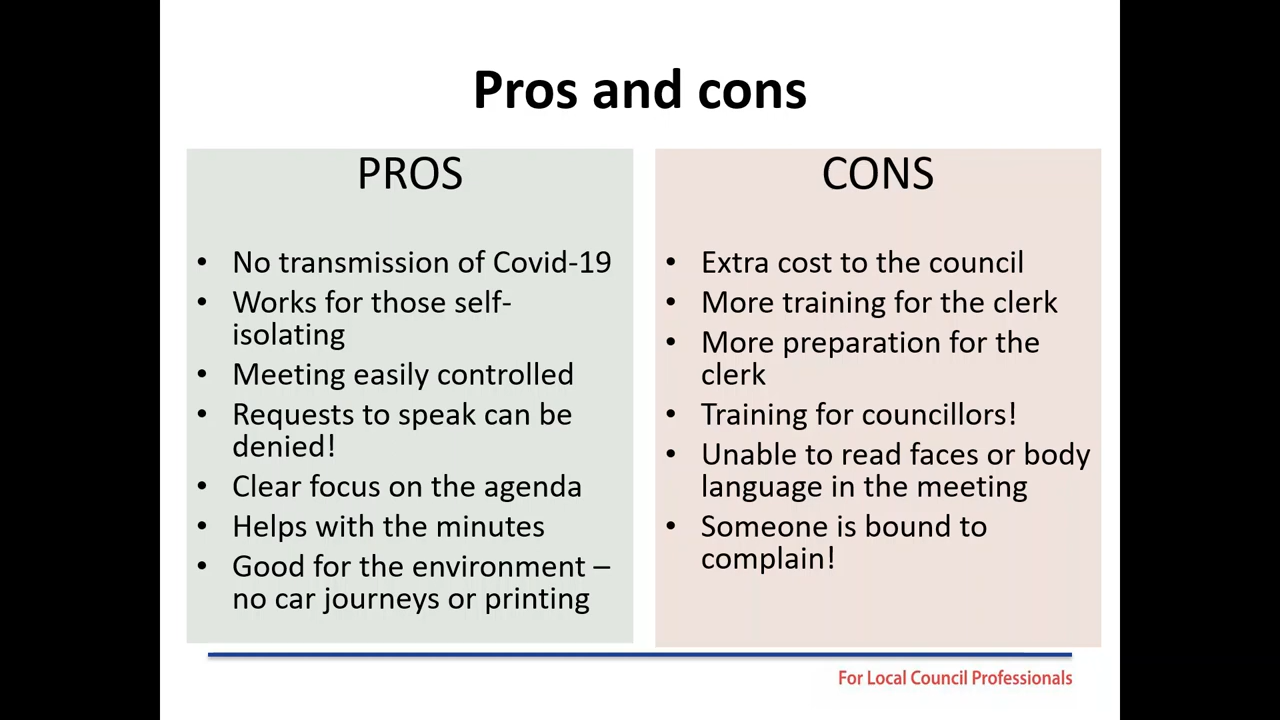 Pros and cons
PROS
• No transmission of Covid-19
• Works for those self-
isolating
• Meeting easily controlled
• Requests to speak can be
denied!
• Clear focus on the agenda
• Helps with the minutes
• Good for the environment –
no car journeys or printing
CONS
• Extra cost to the council
• More training for the clerk
• More preparation for the
clerk
• Training for councillors!
• Unable to read faces or body
language in the meeting
• Someone is bound to
complain!
For Local Council Professionals